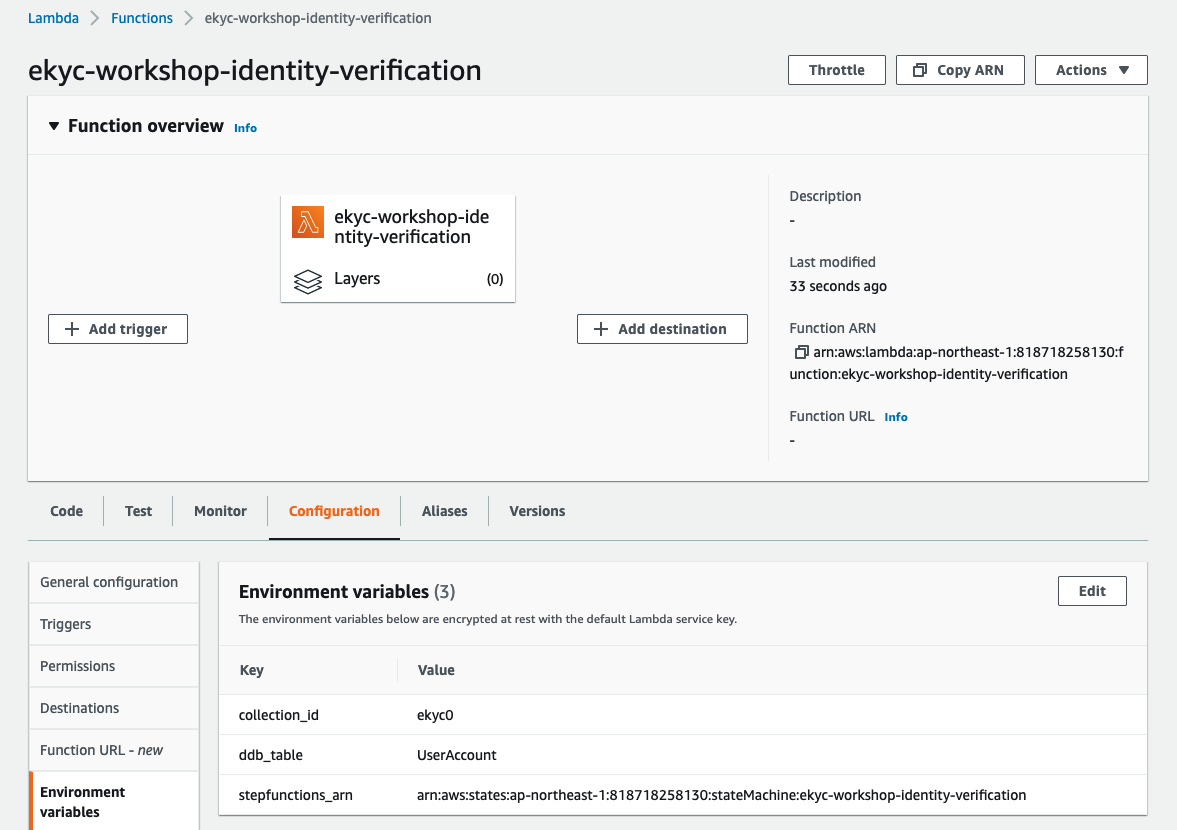 Lambda > Functions > ekyc-workshop-identity-verification
ekyc-workshop-identity-verification
Throttle
Copy ARN
Actions
Function overview Info
ekyc-workshop-ide
ntity-verification
Layers (0)
Add trigger
Add destination
Description
-
Last modified
33 seconds ago
Function ARN
arn:aws:lambda:ap-northeast-1:818718258130:f
unction:ekyc-workshop-identity-verification
Function URL Info
-
Code
Test
Monitor
Configuration
Aliases
Versions
General configuration
Triggers
Permissions
Destinations
Function URL - new
Environment
variables
Environment variables (3)
Edit
The environment variables below are encrypted at rest with the default Lambda service key.
Key Value
collection_id ekyc0
ddb_table UserAccount
stepfunctions_arn arn:aws:states:ap-northeast-1:818718258130:stateMachine:ekyc-workshop-identity-verification